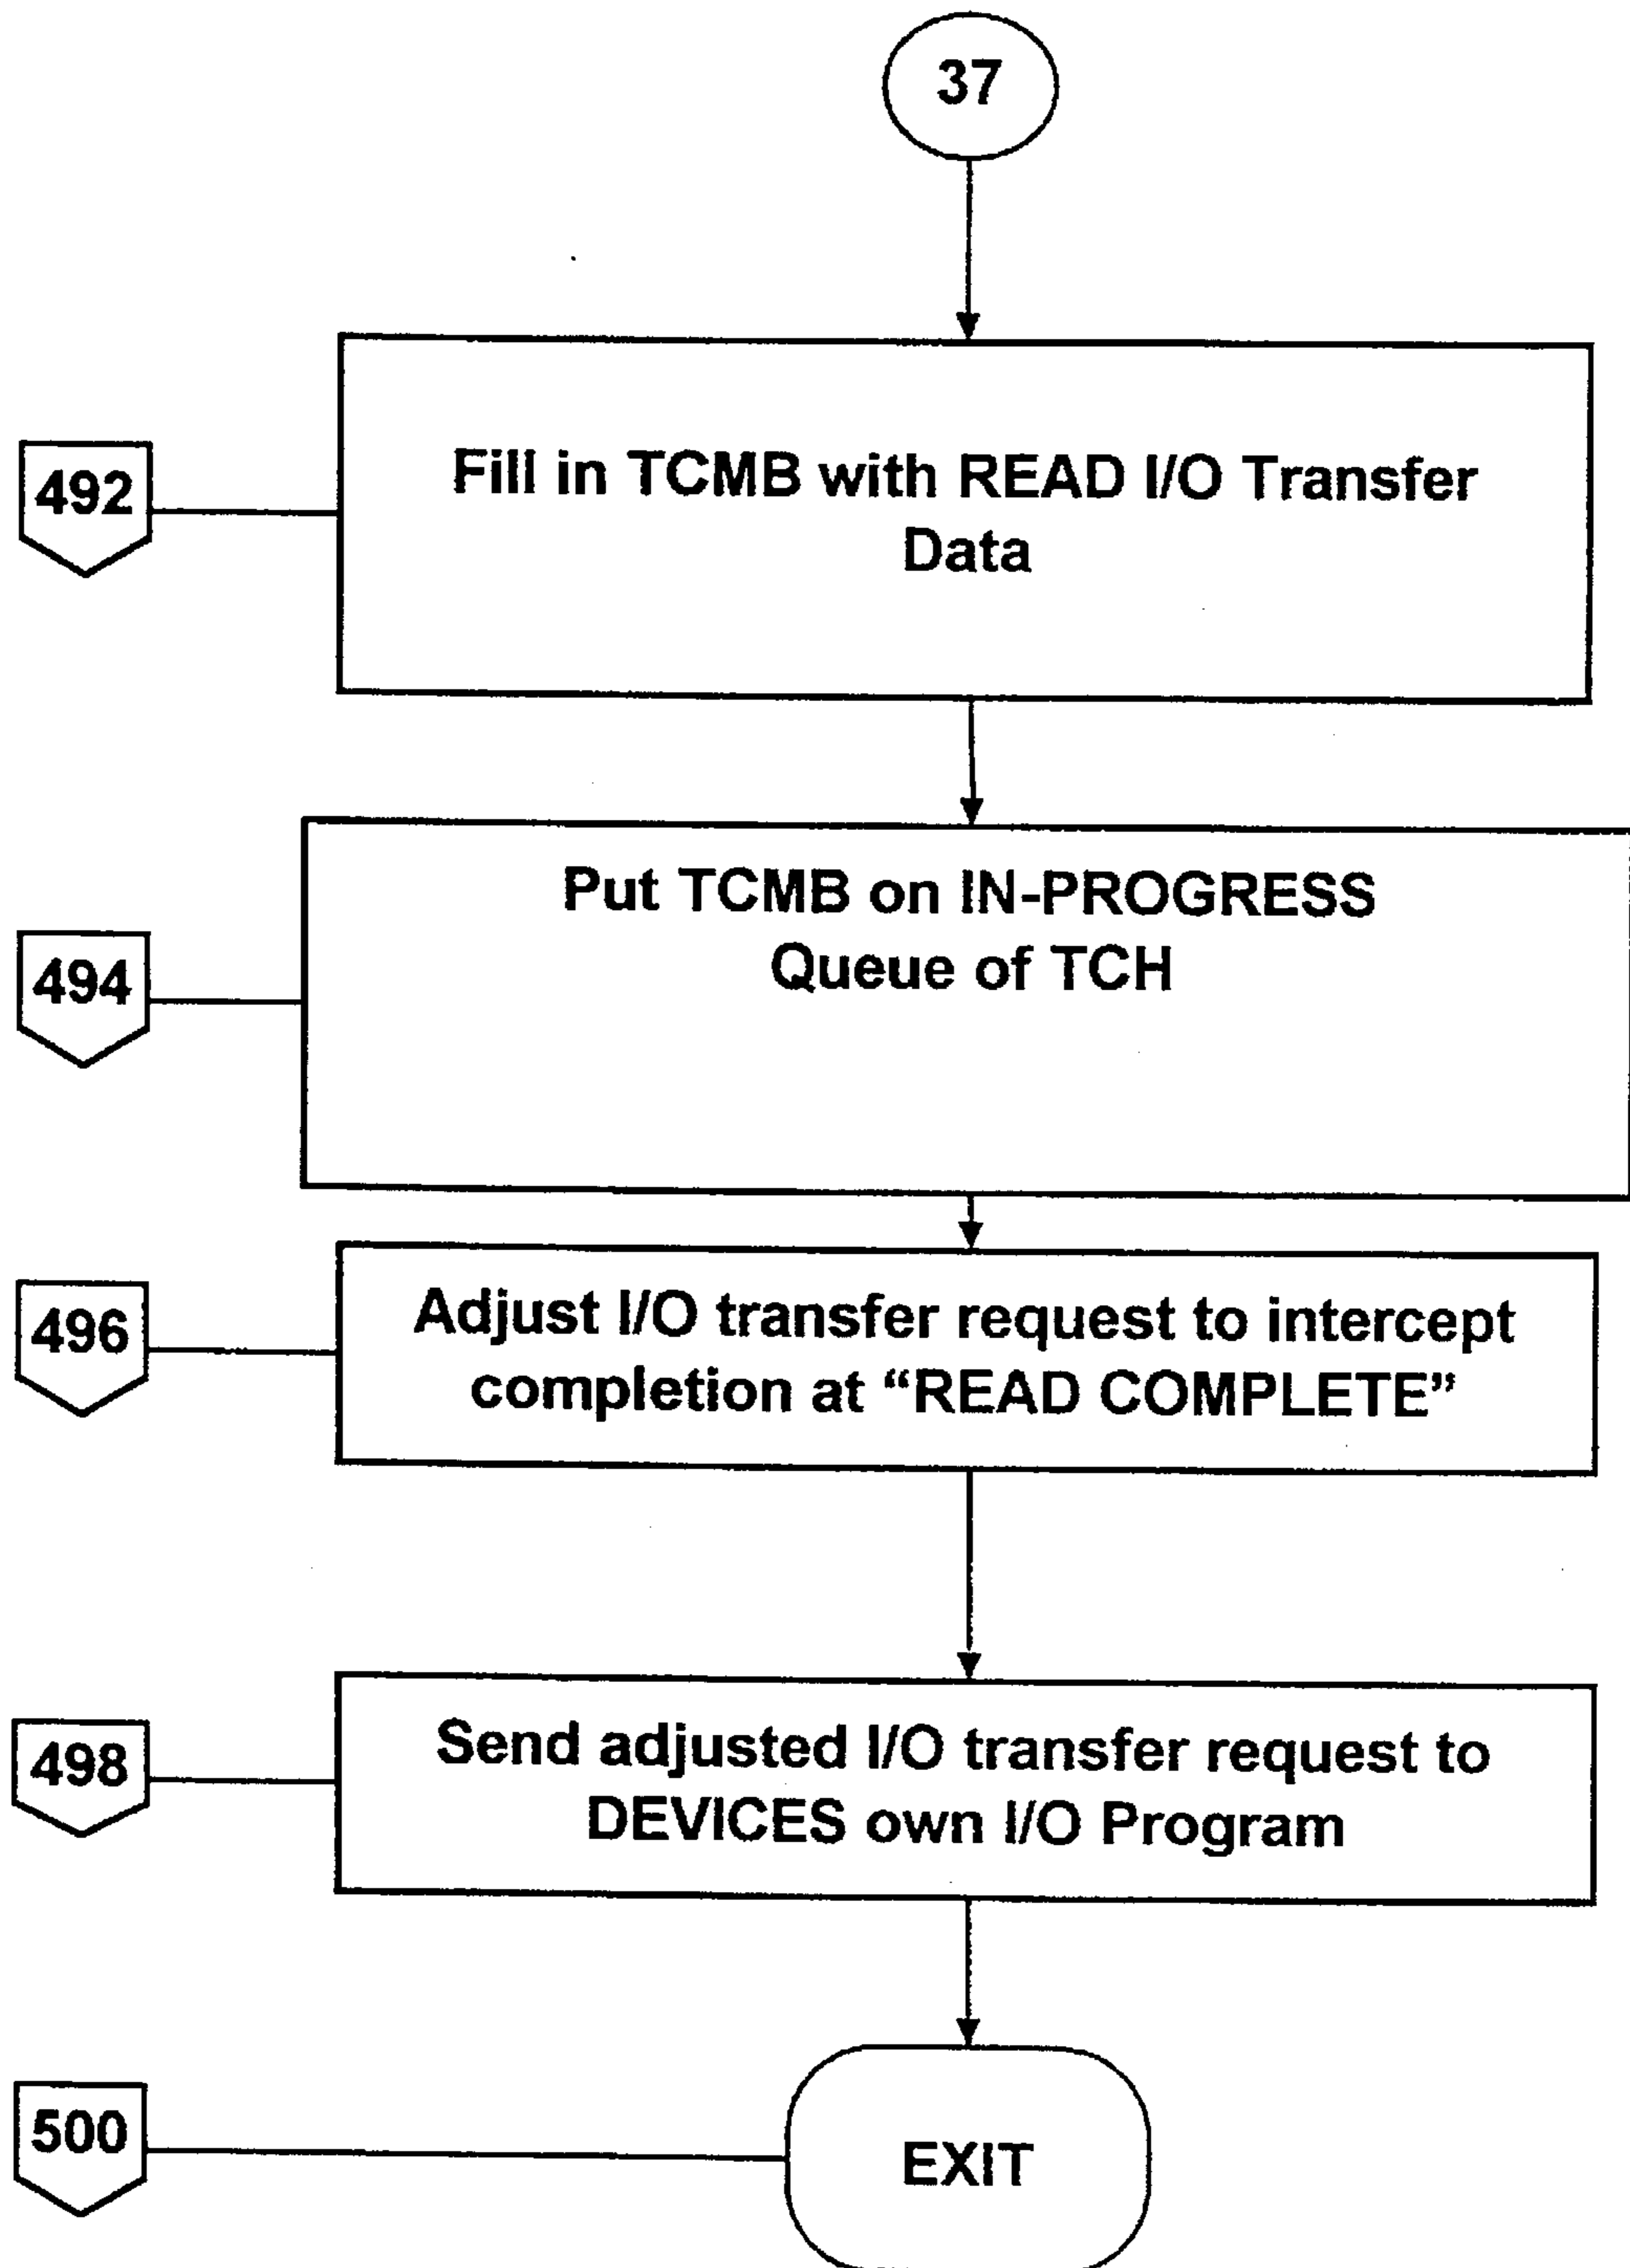 37
492
Fill in TCMB with READ I/O Transfer
Data
494
Put TCMB on IN-PROGRESS
Queue of TCH
496
Adjust I/O transfer request to intercept
completion at “READ COMPLETE”
498
Send adjusted I/O transfer request to
DEVICES own I/O Program
500
EXIT